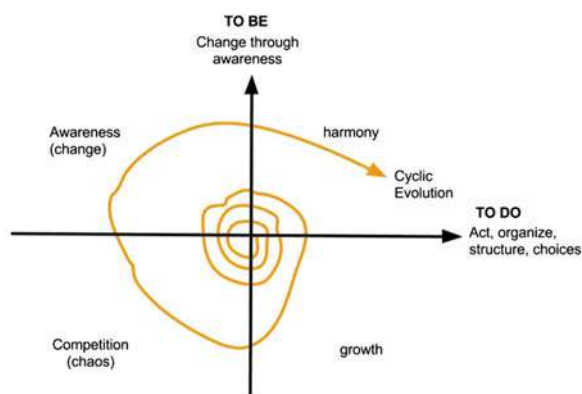 TO BE
Change through
awareness
Awareness
(change)
harmony
Cyclic
Evolution
TO DO
Act, organize,
structure, choices
Competition
(chaos)
growth